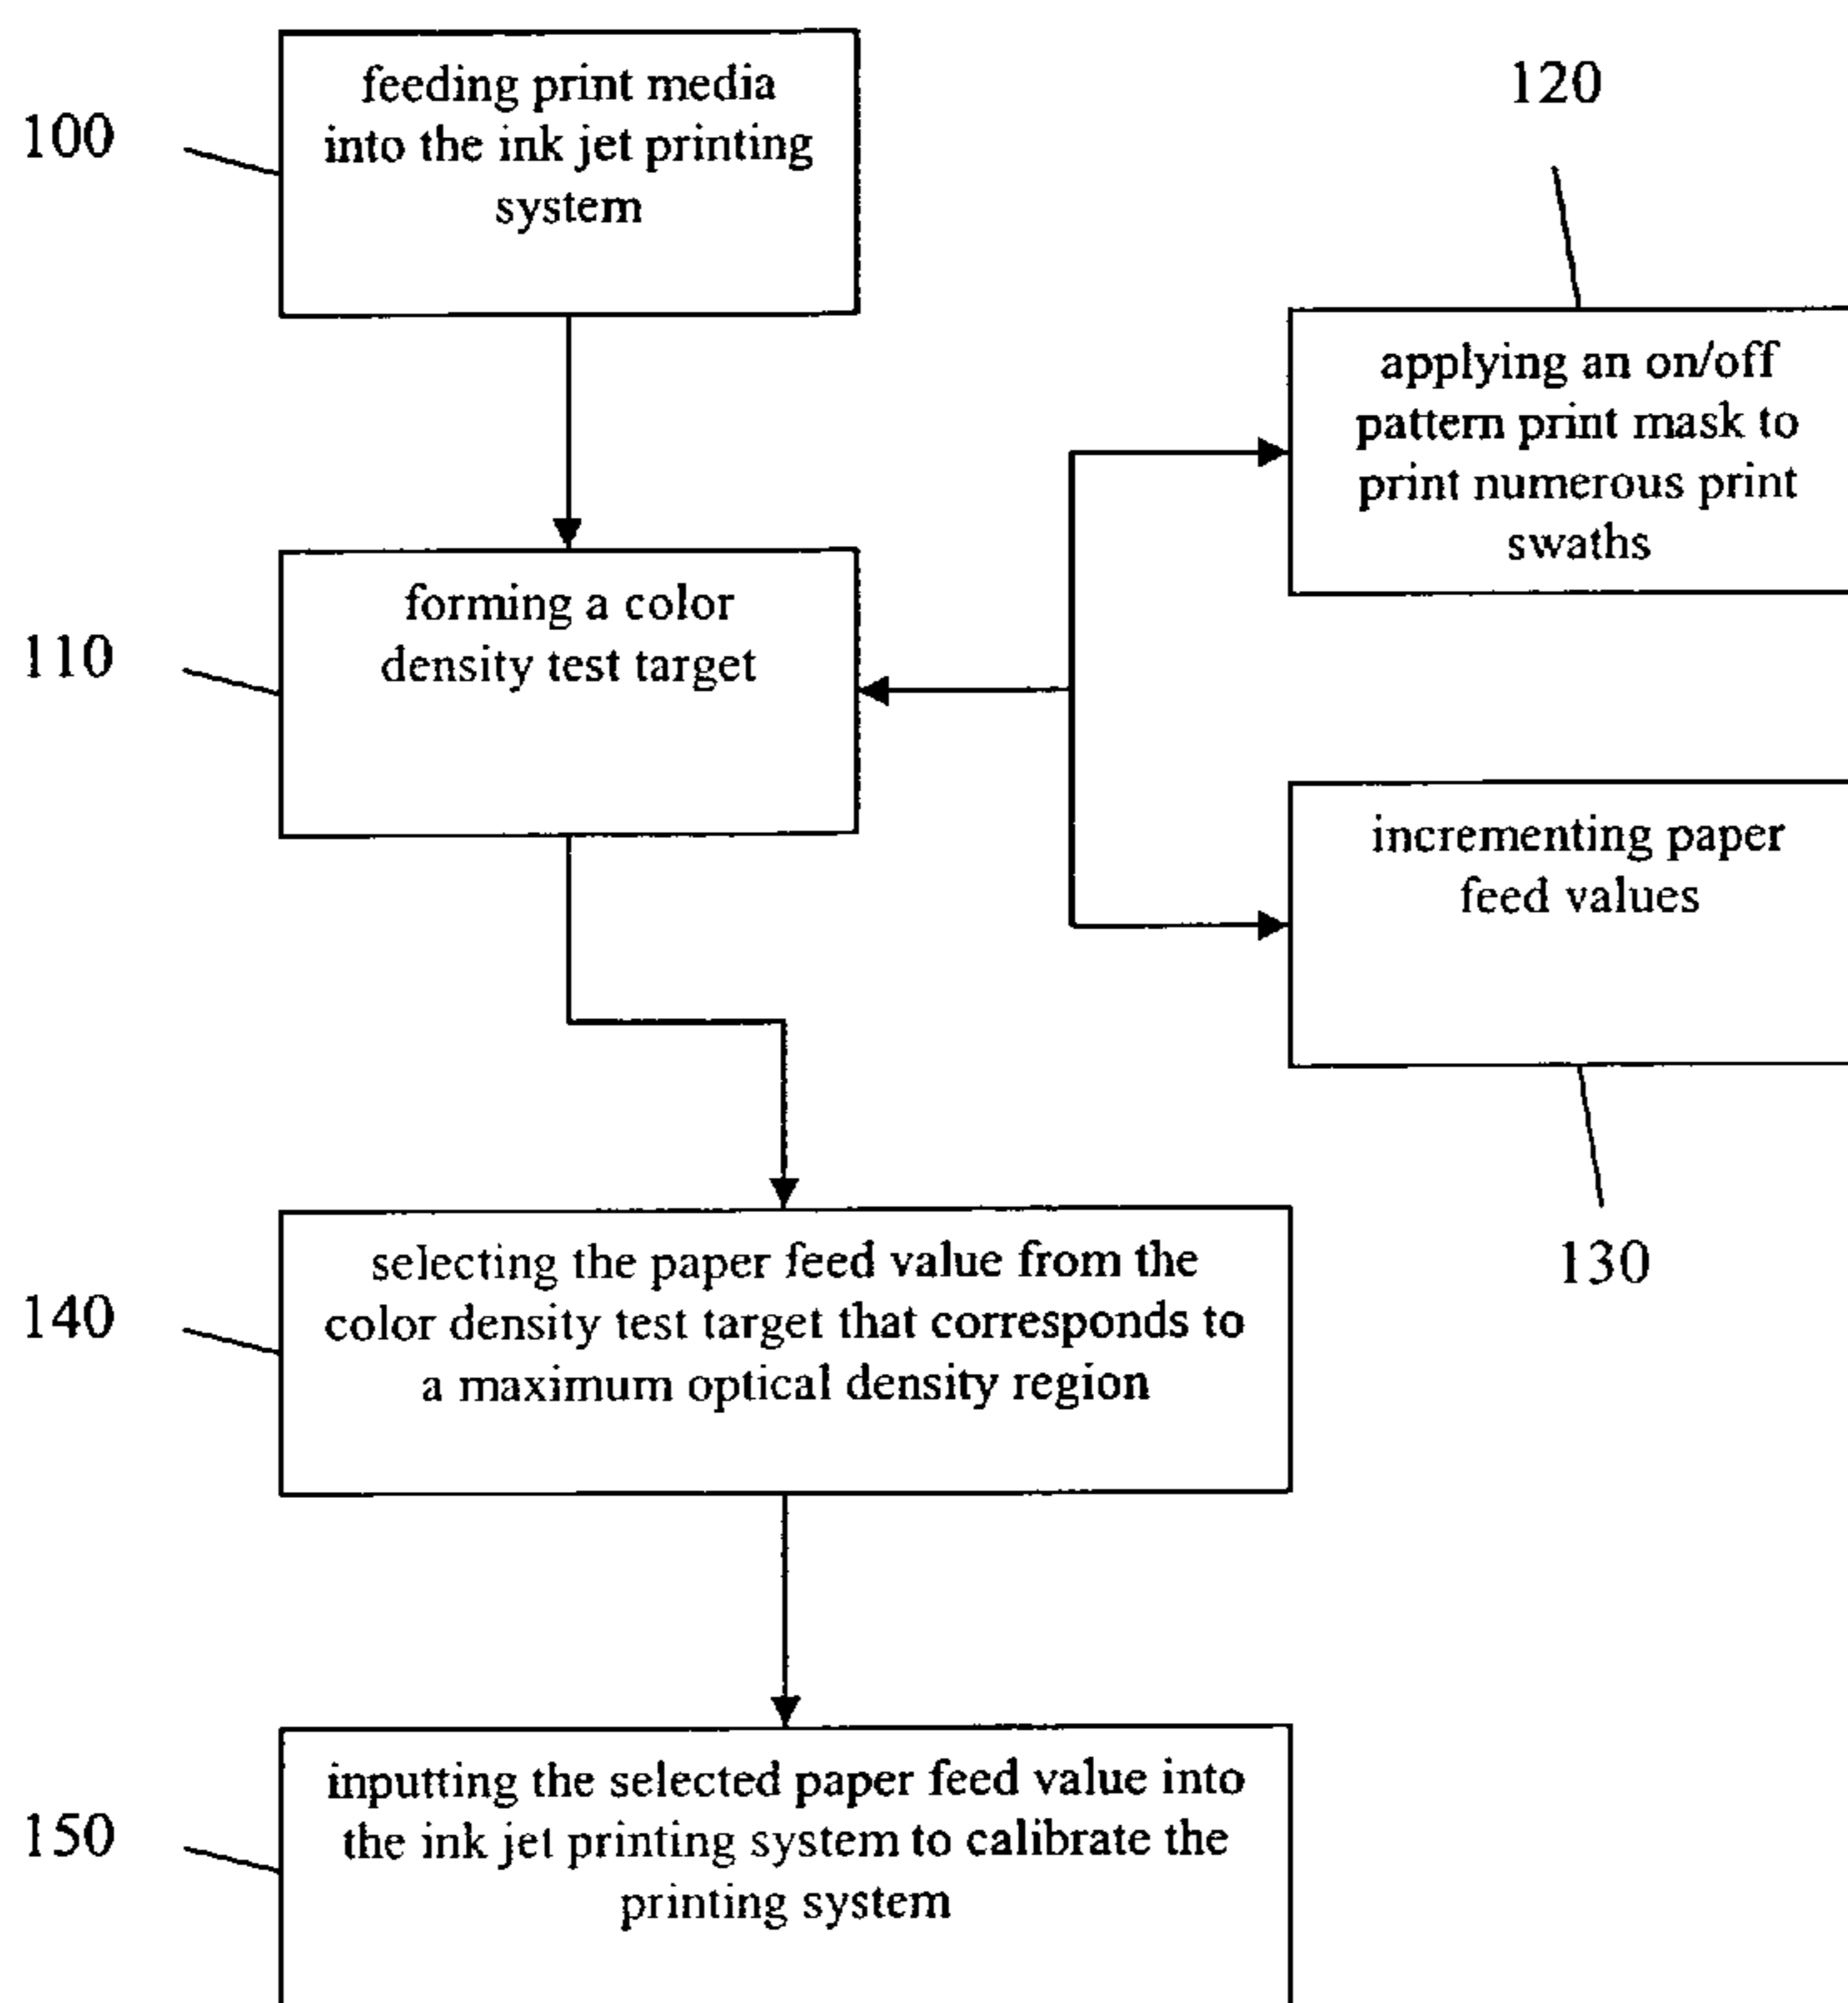 100
feeding print media
into the ink jet printing
system
120
applying an on/off
pattern print mask to
print numerous print
swaths
110
forming a color
density test target
incrementing paper
feed values
130
140
selecting the paper feed value from the
color density test target that corresponds to
a maximum optical density region
150
inputting the selected paper feed value into
the ink jet printing system to calibrate the
printing system